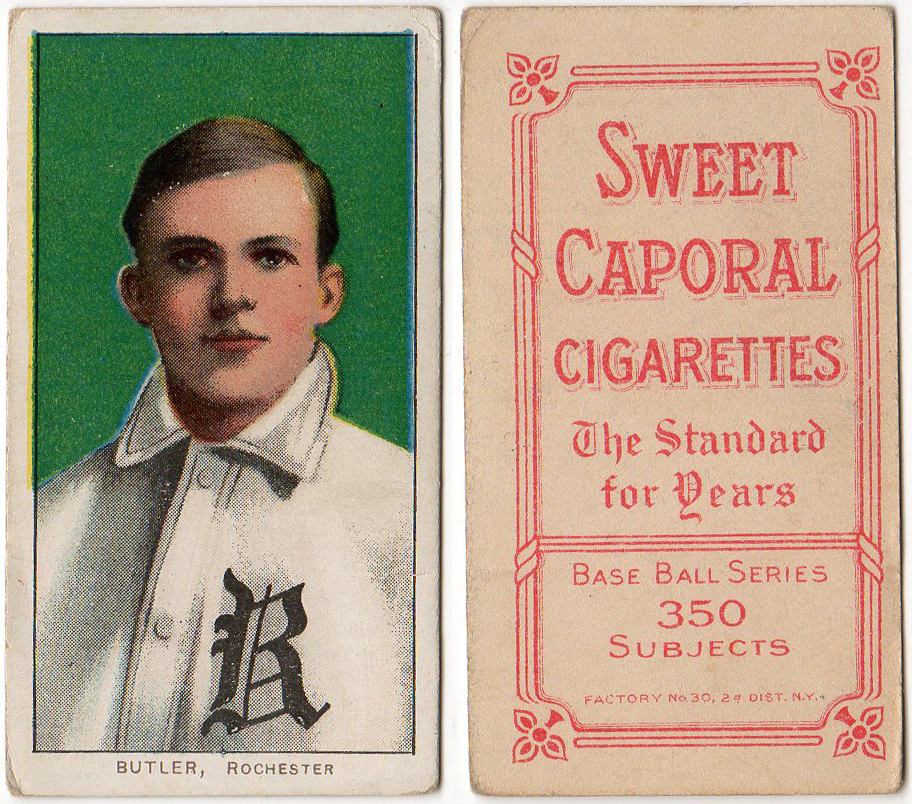 B
BUTLER, ROCHESTER
SWEET
CAPORAL
CIGARETTES
The Standard
for Years
BASE BALL SERIES
350
SUBJECTS
FACTORY No. 30, 2d DIST. N.Y.